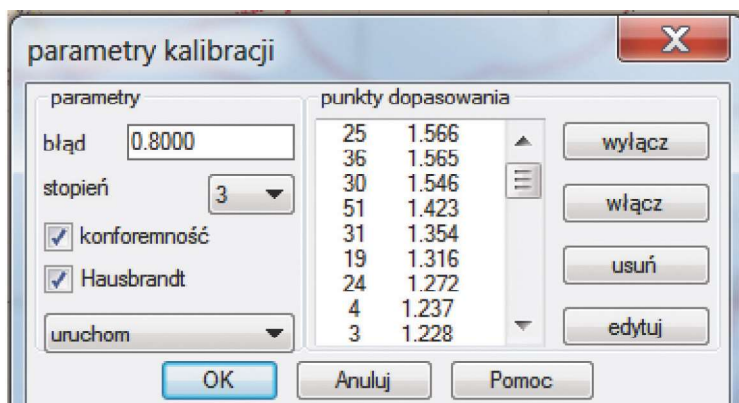 parametry kalibracji
X
parametry
błąd 0.8000
stopień 3
konforemność
Hausbrandt
uruchom
punkty dopasowania
25 1.566
36 1.565
30 1.546
51 1.423
31 1.354
19 1.316
24 1.272
4 1.237
3 1.228
wyłącz
włącz
usuń
edytuj
OK
Anuluj
Pomoc